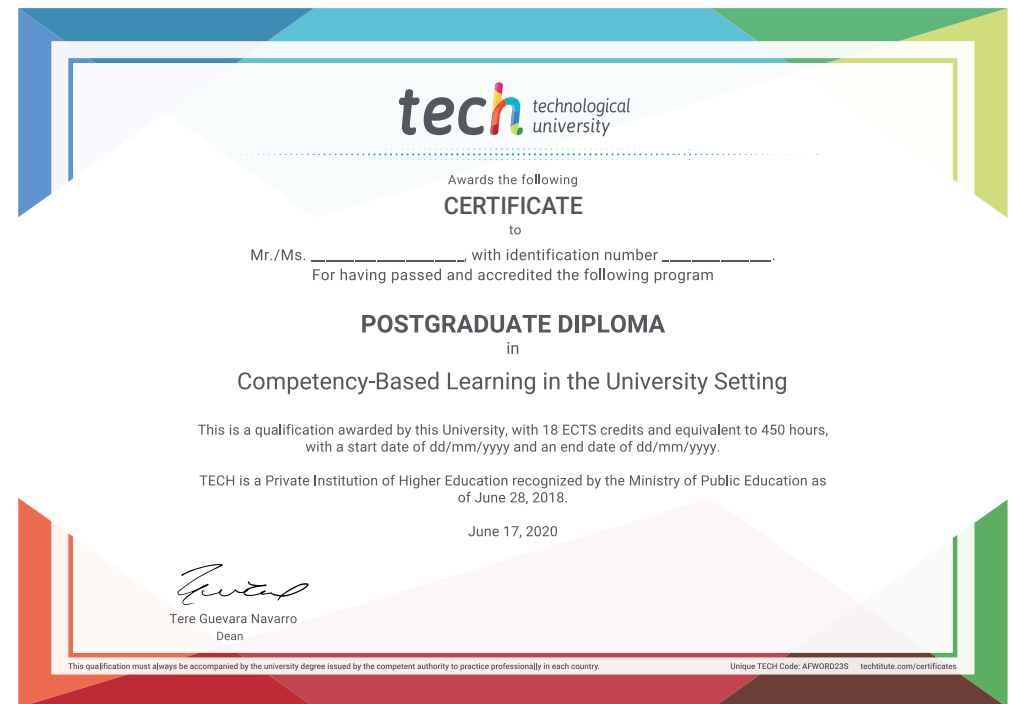 tech technological
university
Awards the following
CERTIFICATE
to
Mr./Ms. ____________________, with identification number ______________.
For having passed and accredited the following program
POSTGRADUATE DIPLOMA
in
Competency-Based Learning in the University Setting
This is a qualification awarded by this University, with 18 ECTS credits and equivalent to 450 hours,
with a start date of dd/mm/yyyy and an end date of dd/mm/yyyy.
TECH is a Private Institution of Higher Education recognized by the Ministry of Public Education as
of June 28, 2018.
June 17, 2020
Tere Guevara Navarro
Dean
This qualification must always be accompanied by the university degree issued by the competent authority to practice professionally in each country. Unique TECH Code: AFWORD23S techtitute.com/certificates